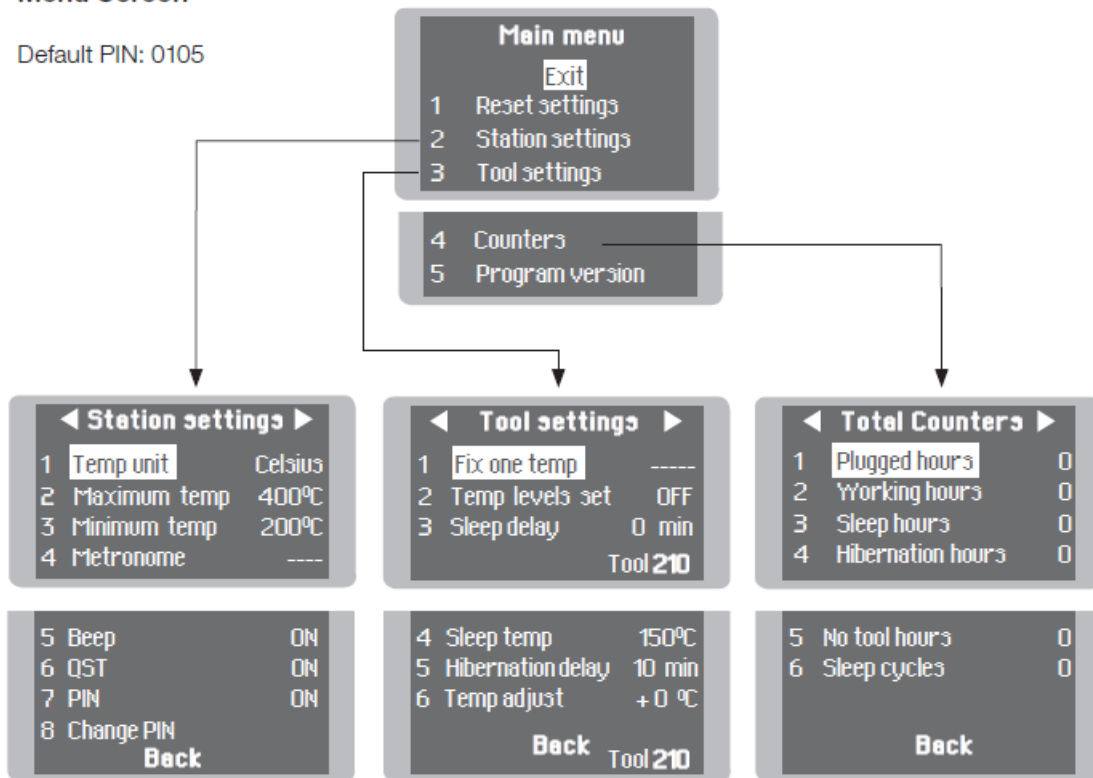 Menu Screen
Default PIN: 0105
Main menu
Exit
1 Reset settings
2 Station settings
3 Tool settings
4 Counters
5 Program version
◀ Station settings ▶
1 Temp unit Celsius
2 Maximum temp 400ºC
3 Minimum temp 200ºC
4 Metronome ----
5 Beep ON
6 QST ON
7 PIN ON
8 Change PIN
Back
◀ Tool settings ▶
1 Fix one temp -----
2 Temp levels set OFF
3 Sleep delay 0 min
Tool 210
4 Sleep temp 150ºC
5 Hibernation delay 10 min
6 Temp adjust +0 ºC
Back Tool 210
◀ Total Counters ▶
1 Plugged hours 0
2 Working hours 0
3 Sleep hours 0
4 Hibernation hours 0
5 No tool hours 0
6 Sleep cycles 0
Back